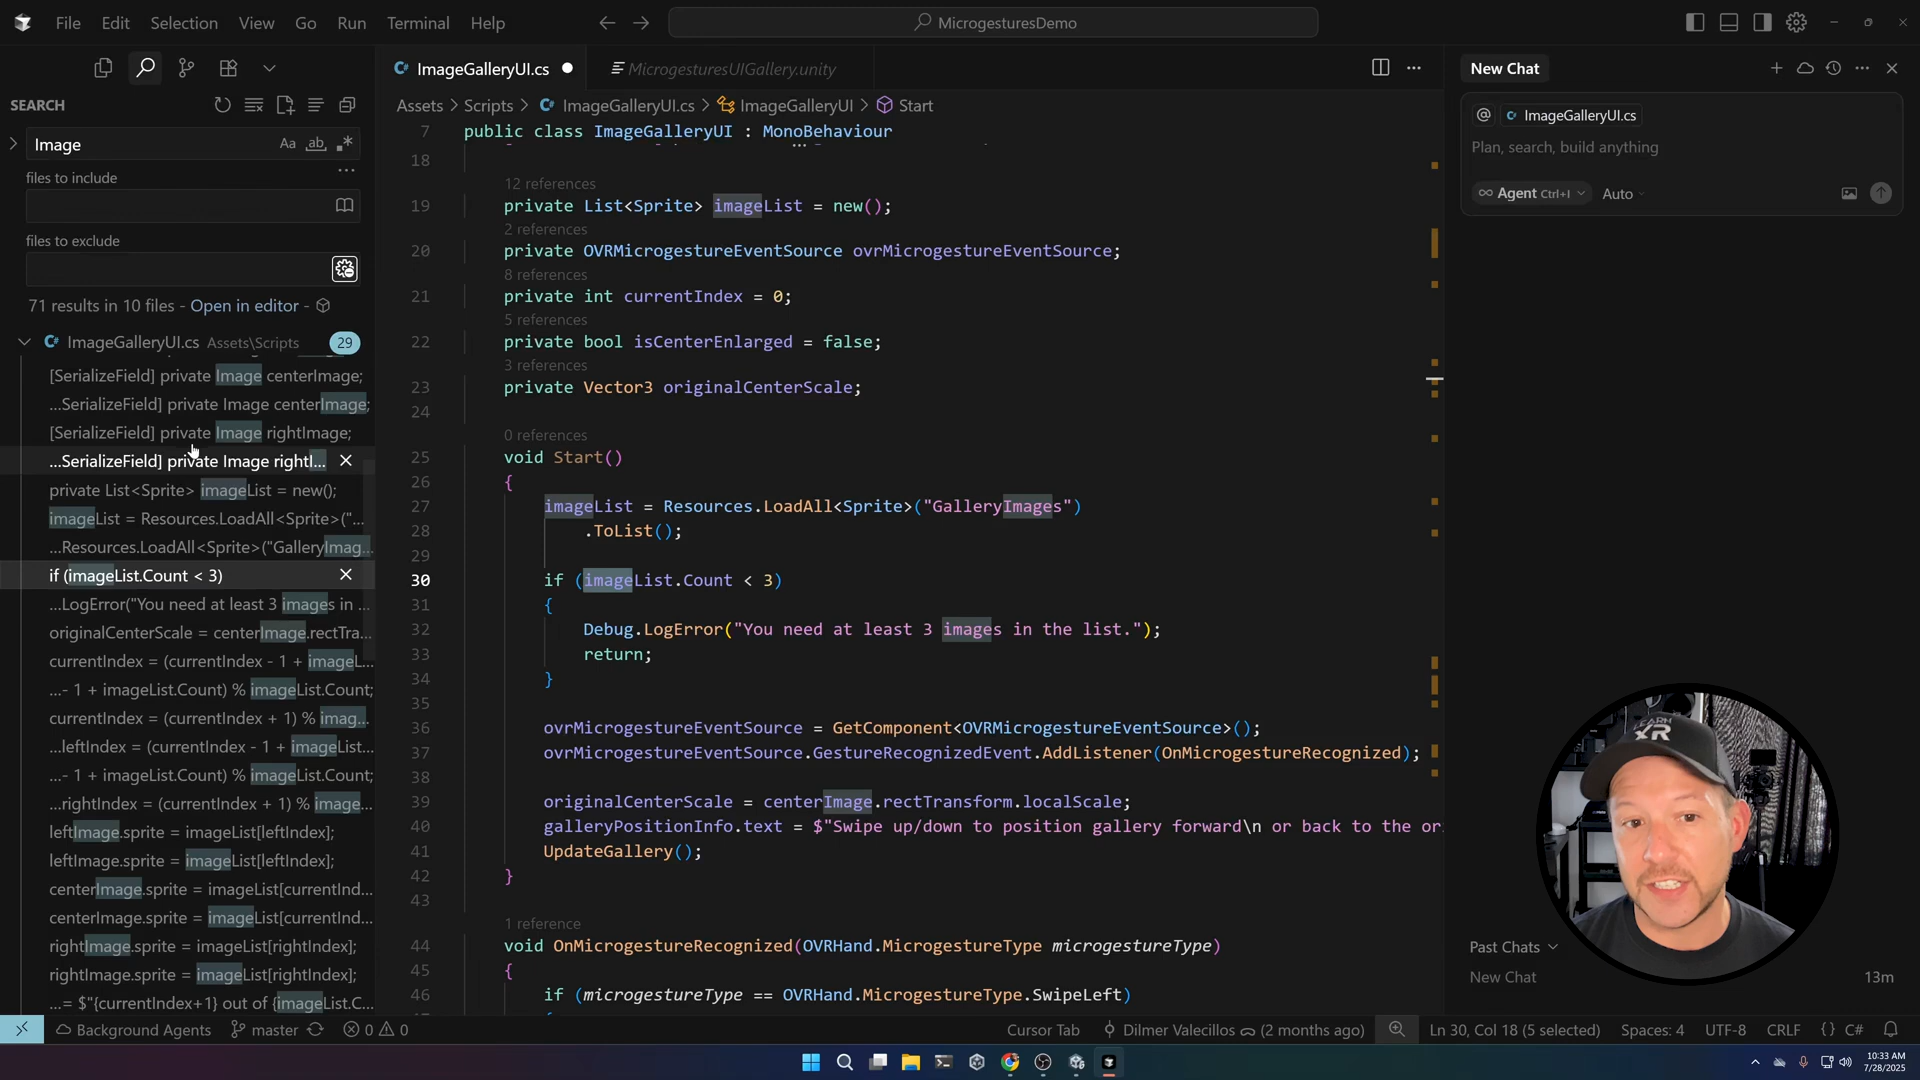 File Edit Selection View Go Run Terminal Help
MicrogesturesDemo
SEARCH
Image
Aa ab
files to include
files to exclude
71 results in 10 files - Open in editor -
ImageGalleryUI.cs Assets\Scripts 29
[SerializeField] private Image centerImage;
...SerializeField] private Image centerImage;
[SerializeField] private Image rightImage;
...SerializeField] private Image rightI...
private List<Sprite> imageList = new();
imageList = Resources.LoadAll<Sprite>("...
...Resources.LoadAll<Sprite>("GalleryImag...
if (imageList.Count < 3)
...LogError("You need at least 3 images in ...
originalCenterScale = centerImage.rectTra...
currentIndex = (currentIndex - 1 + imageL...
...- 1 + imageList.Count) % imageList.Count;
currentIndex = (currentIndex + 1) % imag...
...leftIndex = (currentIndex - 1 + imageList...
...- 1 + imageList.Count) % imageList.Count;
...rightIndex = (currentIndex + 1) % image...
leftImage.sprite = imageList[leftIndex];
leftImage.sprite = imageList[leftIndex];
centerImage.sprite = imageList[currentInd...
centerImage.sprite = imageList[currentInd...
rightImage.sprite = imageList[rightIndex];
rightImage.sprite = imageList[rightIndex];
...= $"{currentIndex+1} out of {imageList.C...
ImageGalleryUI.cs
MicrogesturesUIGallery.unity
Assets > Scripts > ImageGalleryUI.cs > ImageGalleryUI > Start
7 public class ImageGalleryUI : MonoBehaviour
18
12 references
19 private List<Sprite> imageList = new();
2 references
20 private OVRMicrogestureEventSource ovrMicrogestureEventSource;
8 references
21 private int currentIndex = 0;
5 references
22 private bool isCenterEnlarged = false;
3 references
23 private Vector3 originalCenterScale;
24
0 references
25 void Start()
26 {
27 imageList = Resources.LoadAll<Sprite>("GalleryImages")
28 .ToList();
29
30 if (imageList.Count < 3)
31 {
32 Debug.LogError("You need at least 3 images in the list.");
33 return;
34 }
35
36 ovrMicrogestureEventSource = GetComponent<OVRMicrogestureEventSource>();
37 ovrMicrogestureEventSource.GestureRecognizedEvent.AddListener(OnMicrogestureRecognized);
38
39 originalCenterScale = centerImage.rectTransform.localScale;
40 galleryPositionInfo.text = $"Swipe up/down to position gallery forward\n or back to the or
41 UpdateGallery();
42 }
43
1 reference
44 void OnMicrogestureRecognized(OVRHand.MicrogestureType microgestureType)
45 {
46 if (microgestureType == OVRHand.MicrogestureType.SwipeLeft)
New Chat
@ ImageGalleryUI.cs
Plan, search, build anything
Agent Ctrl+I Auto
LEARN
XR
Past Chats
New Chat 13m
Background Agents master 0 0
Cursor Tab Dilmer Valecillos (2 months ago) Ln 30, Col 18 (5 selected) Spaces: 4 UTF-8 CRLF {} C#
10:33 AM
7/28/2025